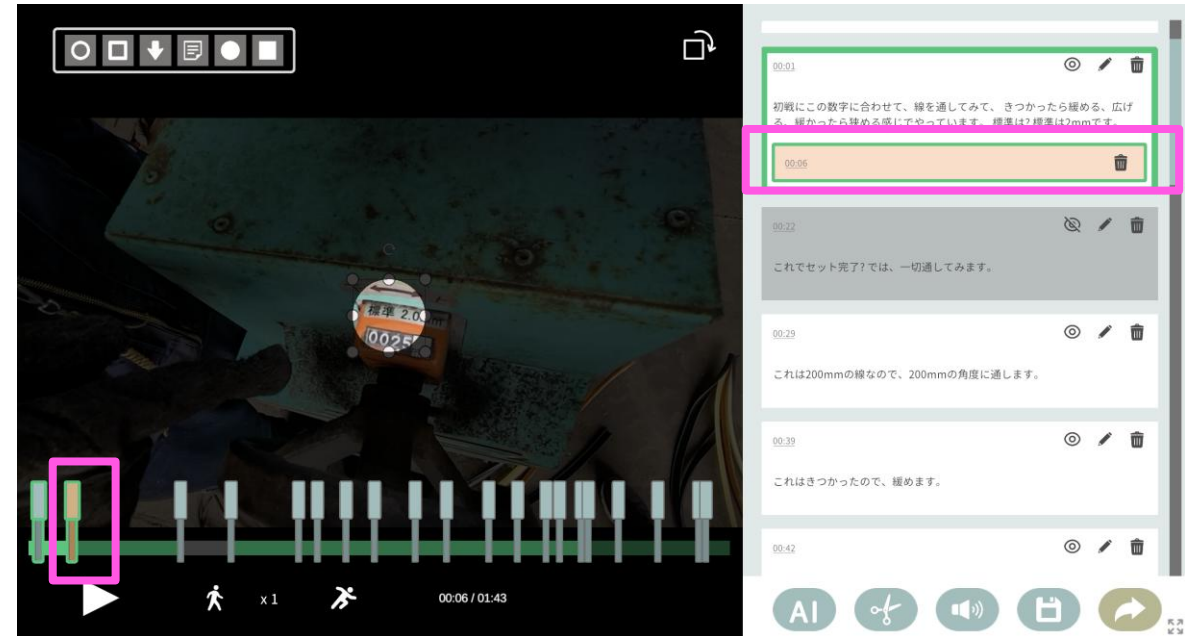 00:01
初戦にこの数字に合わせて、線を通してみて、 きつかったら緩める、広げ
る、緩かったら狭める感じでやっています。 標準は? 標準は2mmです。
00:06
00:22
これでセット完了? では、一切通してみます。
標準 2.0
0025
00:29
これは200mmの線なので、200mmの角度に通します。
00:39
これはきつかったので、緩めます。
00:42
x 1
00:06 / 01:43
AI